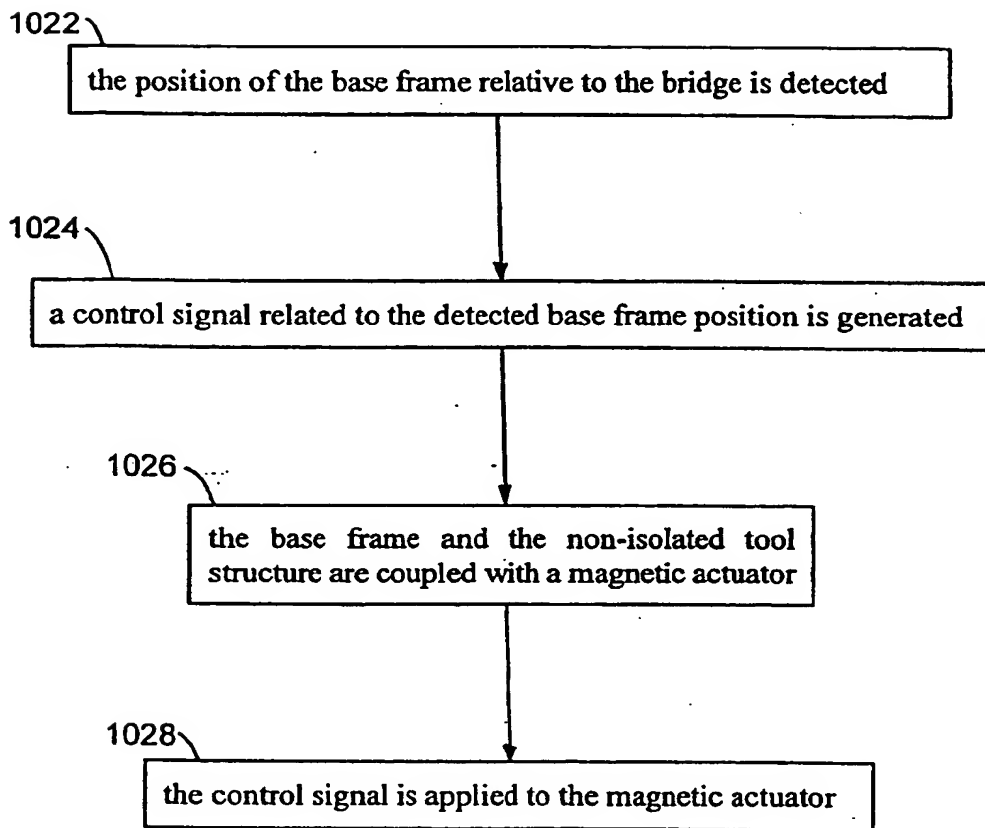 1022
the position of the base frame relative to the bridge is detected
1024
a control signal related to the detected base frame position is generated
1026
the base frame and the non-isolated tool
structure are coupled with a magnetic actuator
1028
the control signal is applied to the magnetic actuator